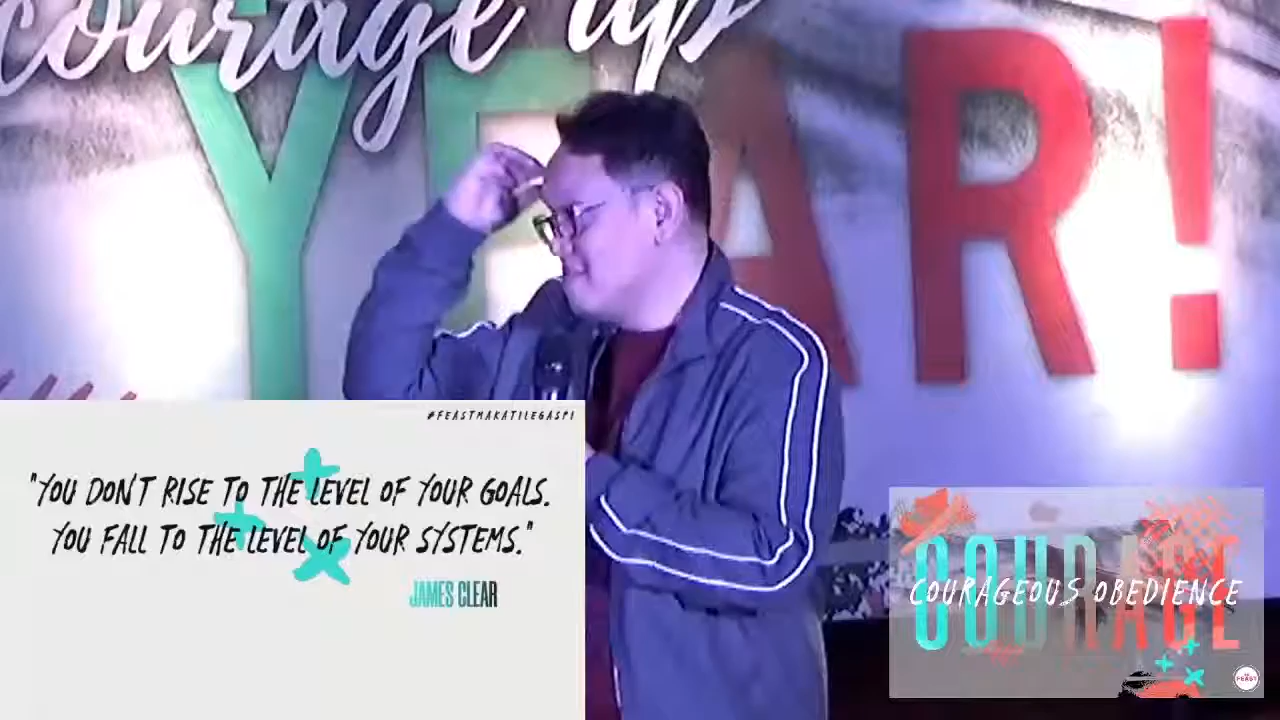 courage up
YEAR!
#FEASTMAKATILEGASPI
"YOU DON'T RISE TO THE LEVEL OF YOUR GOALS.
YOU FALL TO THE LEVEL OF YOUR SYSTEMS."
JAMES CLEAR
COURAGE
COURAGEOUS OBEDIENCE
FEAST